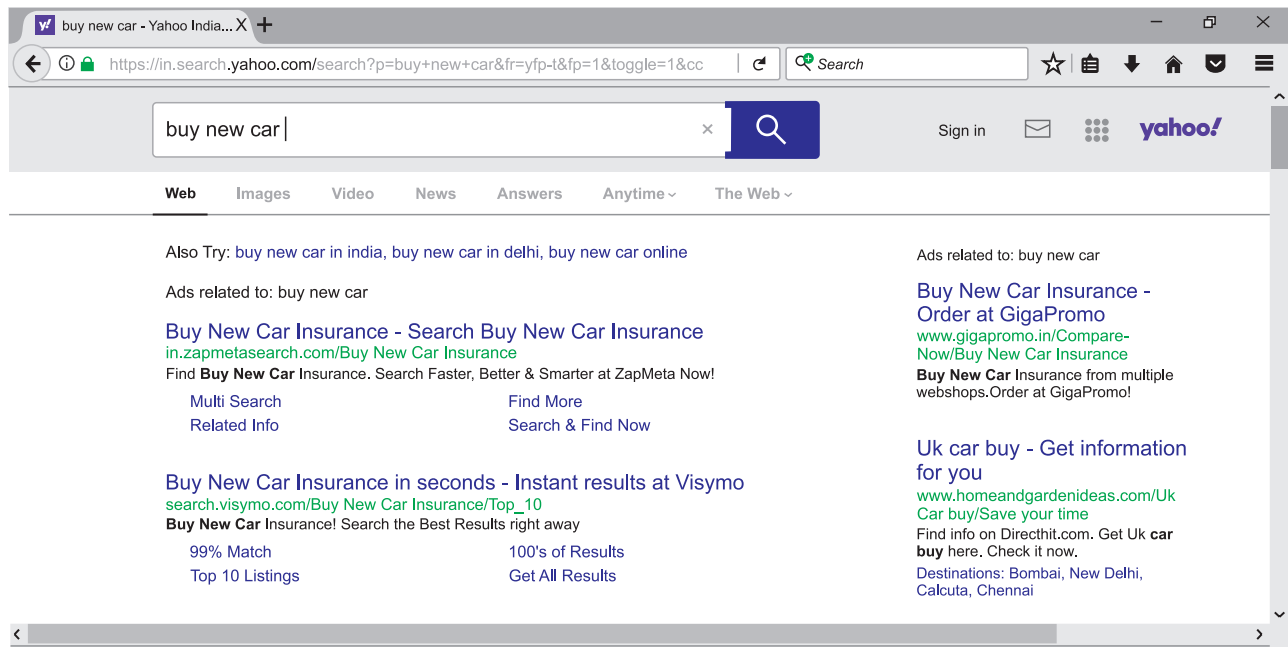 buy new car - Yahoo India... X +
https://in.search.yahoo.com/search?p=buy+new+car&fr=yfp-t&fp=1&toggle=1&cc
Search
buy new car
Sign in
yahoo!
Web Images Video News Answers Anytime The Web
Also Try: buy new car in india, buy new car in delhi, buy new car online
Ads related to: buy new car
Buy New Car Insurance - Search Buy New Car Insurance
in.zapmetasearch.com/Buy New Car Insurance
Find Buy New Car Insurance. Search Faster, Better & Smarter at ZapMeta Now!
Multi Search Find More
Related Info Search & Find Now
Buy New Car Insurance in seconds - Instant results at Visymo
search.visymo.com/Buy New Car Insurance/Top_10
Buy New Car Insurance! Search the Best Results right away
99% Match 100's of Results
Top 10 Listings Get All Results
Ads related to: buy new car
Buy New Car Insurance -
Order at GigaPromo
www.gigapromo.in/Compare-
Now/Buy New Car Insurance
Buy New Car Insurance from multiple
webshops.Order at GigaPromo!
Uk car buy - Get information
for you
www.homeandgardenideas.com/Uk
Car buy/Save your time
Find info on Directhit.com. Get Uk car
buy here. Check it now.
Destinations: Bombai, New Delhi,
Calcuta, Chennai